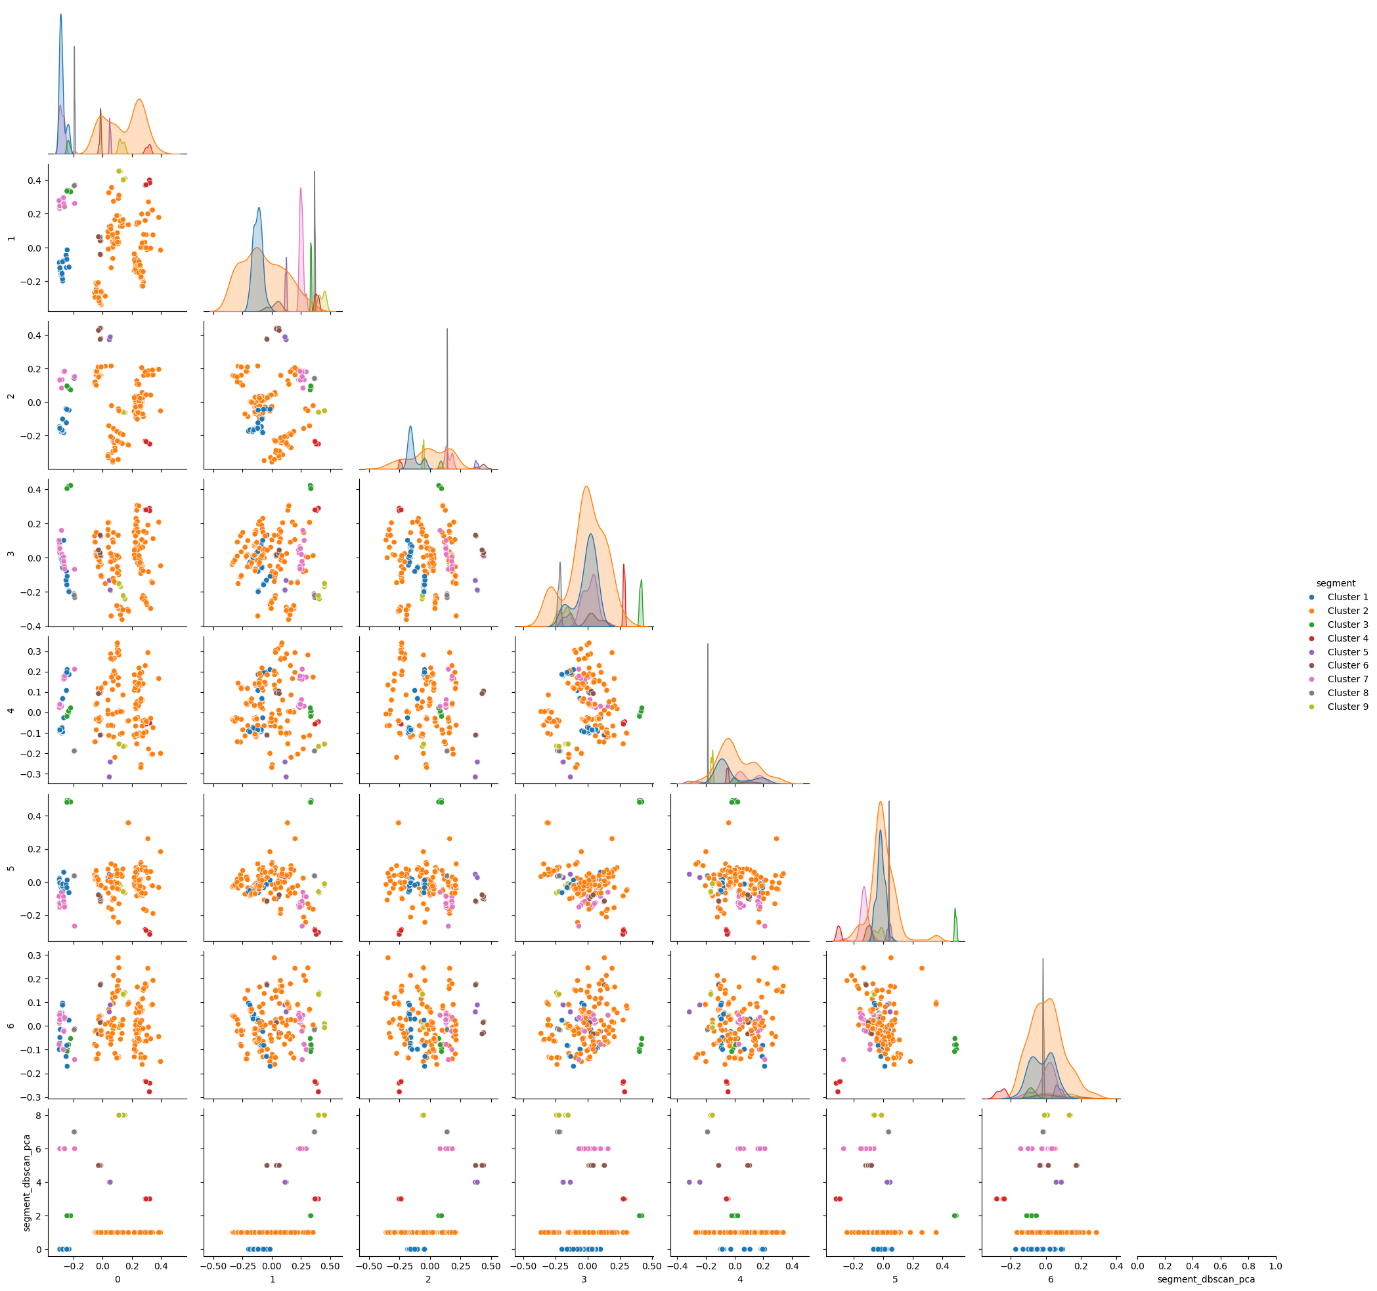 1
0.4
0.2
0.0
−0.2
2
0.4
0.2
0.0
−0.2
3
0.4
0.2
0.0
−0.2
−0.4
4
0.3
0.2
0.1
0.0
−0.1
−0.2
−0.3
5
0.4
0.2
0.0
−0.2
6
0.3
0.2
0.1
0.0
−0.1
−0.2
−0.3
segment_dbscan_pca
8
6
4
2
0
−0.2 0.0 0.2 0.4
0
−0.50 −0.25 0.00 0.25 0.50
1
−0.50 −0.25 0.00 0.25 0.50
2
−0.50 −0.25 0.00 0.25 0.50
3
−0.4 −0.2 0.0 0.2 0.4
4
−0.2 0.0 0.2 0.4
5
−0.2 0.0 0.2 0.4
6
0.0 0.2 0.4 0.6 0.8 1.0
segment_dbscan_pca
segment
Cluster 1
Cluster 2
Cluster 3
Cluster 4
Cluster 5
Cluster 6
Cluster 7
Cluster 8
Cluster 9